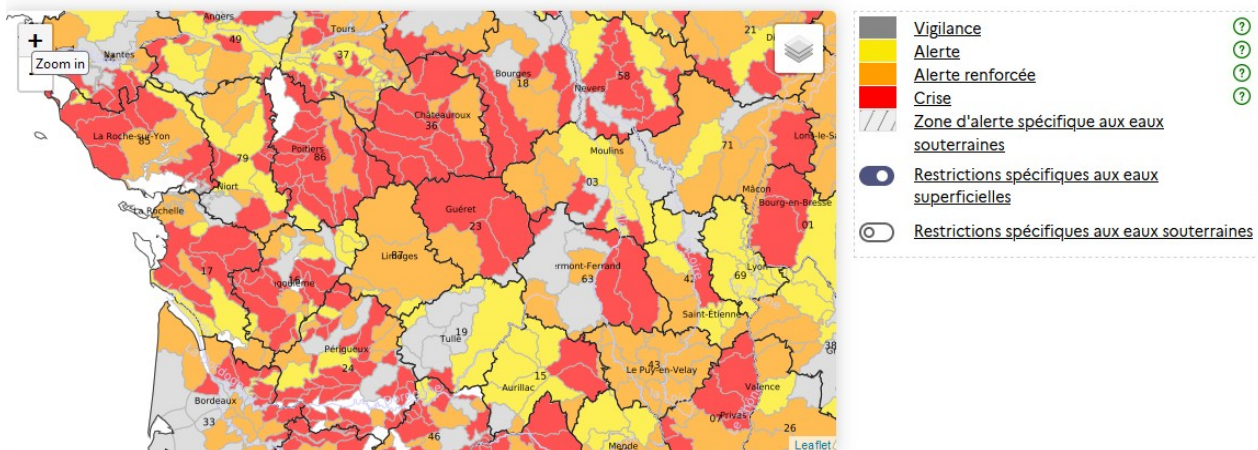 Angers
Tours
21
49
Nantes
+
Zoom in
37
Bourges
18
58
Nevers
Châteauroux
36
La Roche-sur-Yon
85
71
Poitiers
86
Moulins
79
Niort
03
Mâcon
La Rochelle
Guéret
23
Bourg-en-Bresse
01
17
Limoges
87
63
42
Lyon
69
Saint-Étienne
19
Tulle
38
Périgueux
24
43
Le Puy-en-Velay
15
Aurillac
Valence
Bordeaux
33
07
Privas
26
46
Mende
Leaflet
Vigilance
Alerte
Alerte renforcée
Crise
Zone d'alerte spécifique aux eaux
souterraines
Restrictions spécifiques aux eaux
superficielles
Restrictions spécifiques aux eaux souterraines